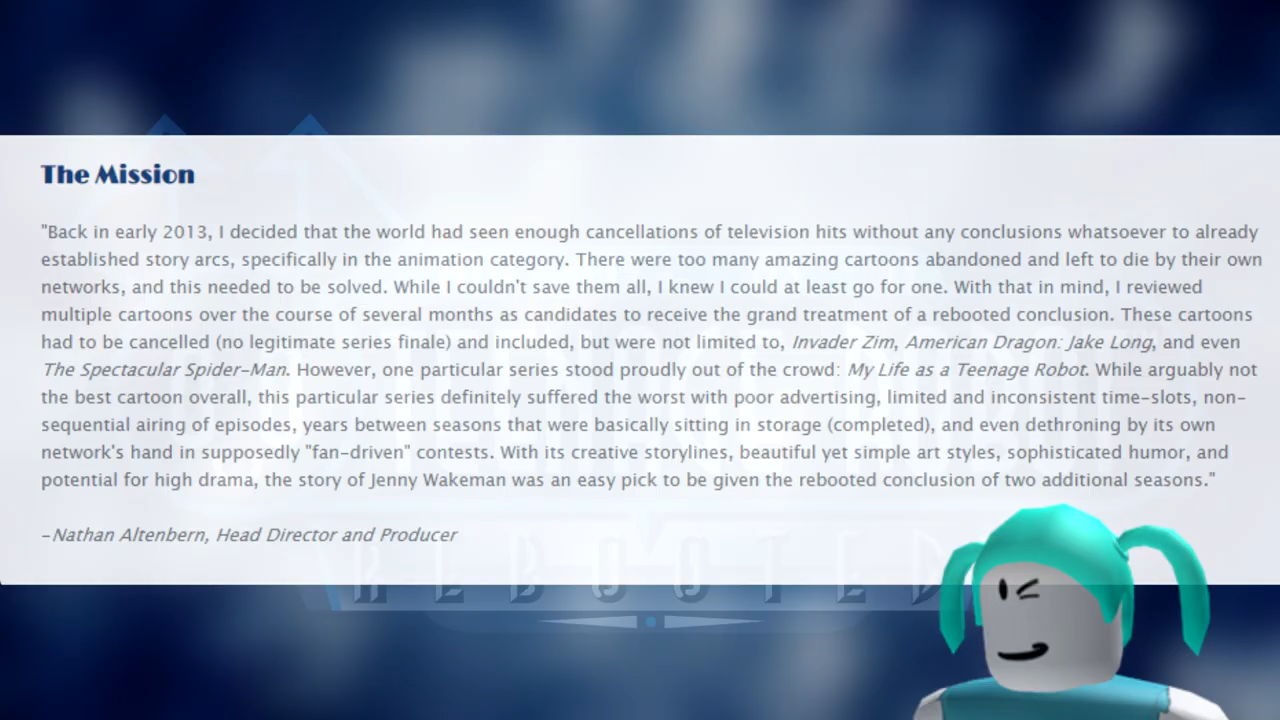 The Mission
"Back in early 2013, I decided that the world had seen enough cancellations of television hits without any conclusions whatsoever to already
established story arcs, specifically in the animation category. There were too many amazing cartoons abandoned and left to die by their own
networks, and this needed to be solved. While I couldn't save them all, I knew I could at least go for one. With that in mind, I reviewed
multiple cartoons over the course of several months as candidates to receive the grand treatment of a rebooted conclusion. These cartoons
had to be cancelled (no legitimate series finale) and included, but were not limited to, Invader Zim, American Dragon: Jake Long, and even
The Spectacular Spider-Man. However, one particular series stood proudly out of the crowd: My Life as a Teenage Robot. While arguably not
the best cartoon overall, this particular series definitely suffered the worst with poor advertising, limited and inconsistent time-slots, non-
sequential airing of episodes, years between seasons that were basically sitting in storage (completed), and even dethroning by its own
network's hand in supposedly "fan-driven" contests. With its creative storylines, beautiful yet simple art styles, sophisticated humor, and
potential for high drama, the story of Jenny Wakeman was an easy pick to be given the rebooted conclusion of two additional seasons."
-Nathan Altenbern, Head Director and Producer
REBOOTED